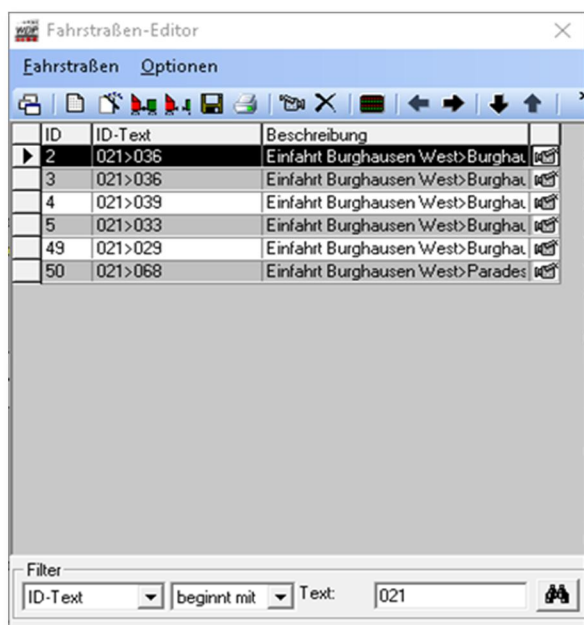 WDP
Fahrstraßen-Editor
Fahrstraßen Optionen
ID ID-Text Beschreibung
2 021>036 Einfahrt Burghausen West>Burghau
3 021>036 Einfahrt Burghausen West>Burghau
4 021>039 Einfahrt Burghausen West>Burghau
5 021>033 Einfahrt Burghausen West>Burghau
49 021>029 Einfahrt Burghausen West>Burghau
50 021>068 Einfahrt Burghausen West>Parades
Filter
ID-Text beginnt mit Text: 021